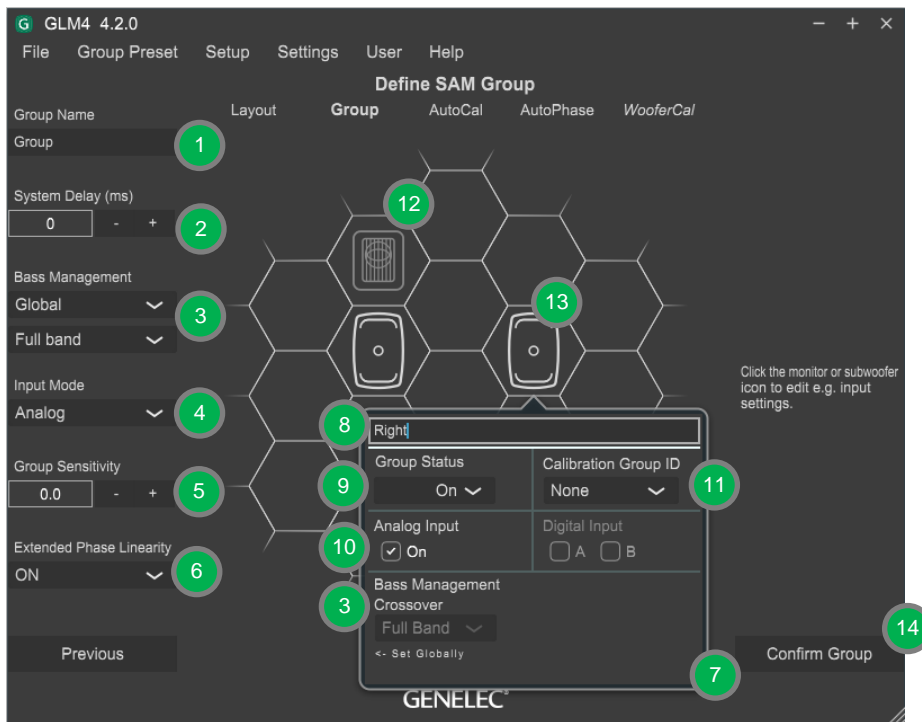 G GLM4 4.2.0
File Group Preset Setup Settings User Help
Define SAM Group
Layout Group AutoCal AutoPhase WooferCal
Group Name
Group
1
System Delay (ms)
0 - +
2
Bass Management
Global
3
Full band
Input Mode
Analog
4
Group Sensitivity
0.0 - +
5
Extended Phase Linearity
ON
6
Previous
12
13
Click the monitor or subwoofer
icon to edit e.g. input
settings.
8
Right
Group Status
9
On
Calibration Group ID
None
11
Analog Input
10
On
Digital Input
A B
Bass Management
3
Crossover
Full Band
<- Set Globally
7
14
Confirm Group
GENELEC®